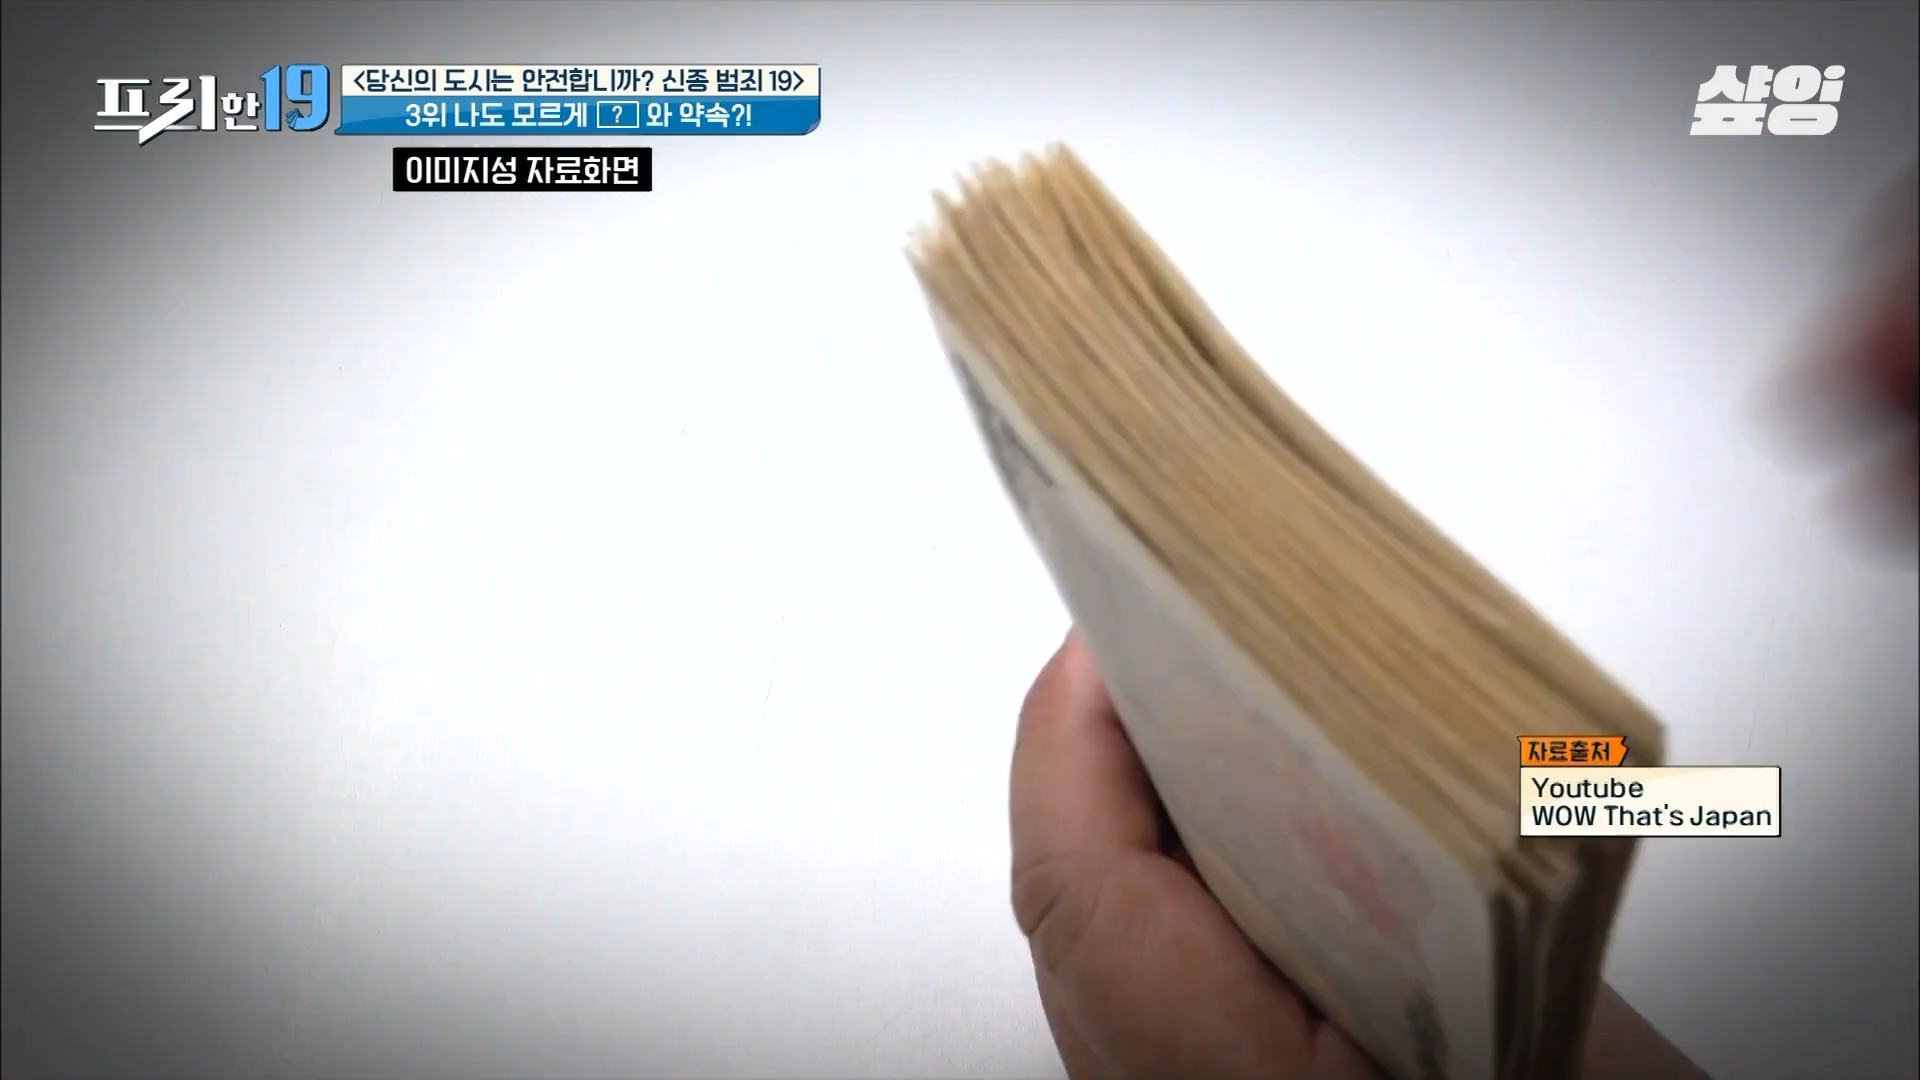 프리한19
<당신의 도시는 안전합니까? 신종 범죄 19>
3위 나도 모르게 ? 와 약속?!
이미지성 자료화면
샾잉
자료출처
Youtube
WOW That's Japan